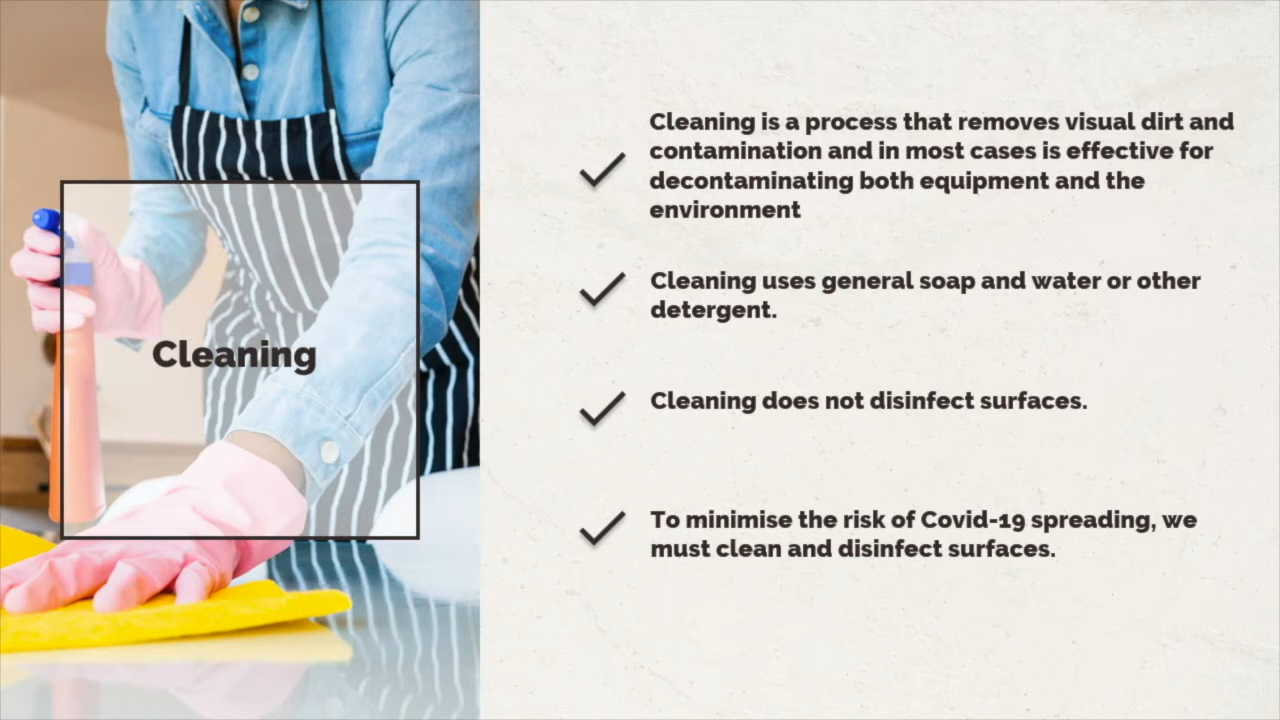 Cleaning
Cleaning is a process that removes visual dirt and
contamination and in most cases is effective for
decontaminating both equipment and the
environment
Cleaning uses general soap and water or other
detergent.
Cleaning does not disinfect surfaces.
To minimise the risk of Covid-19 spreading, we
must clean and disinfect surfaces.